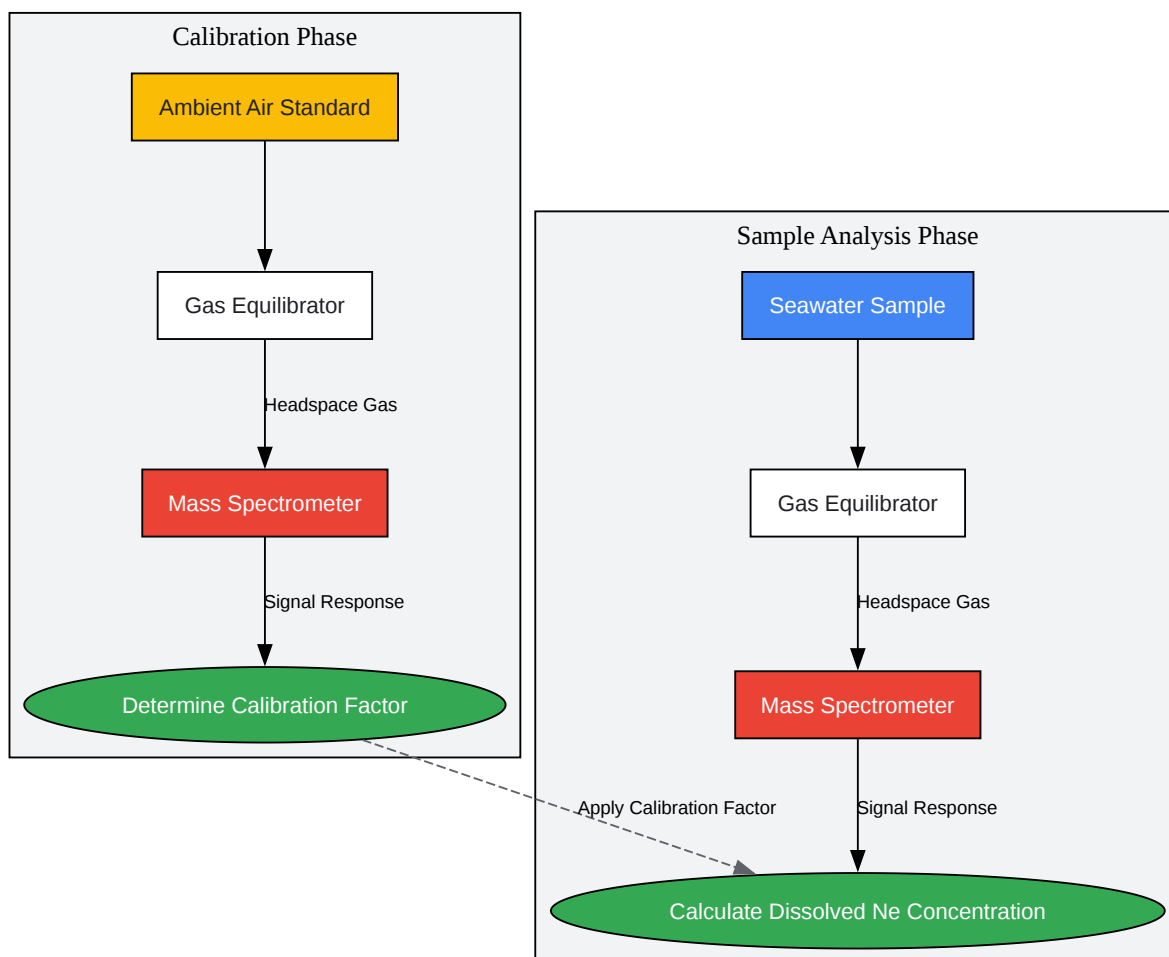 Calibration Phase
Ambient Air Standard
Gas Equilibrator
Headspace Gas
Mass Spectrometer
Signal Response
Determine Calibration Factor
Apply Calibration Factor
Sample Analysis Phase
Seawater Sample
Gas Equilibrator
Headspace Gas
Mass Spectrometer
Signal Response
Calculate Dissolved Ne Concentration